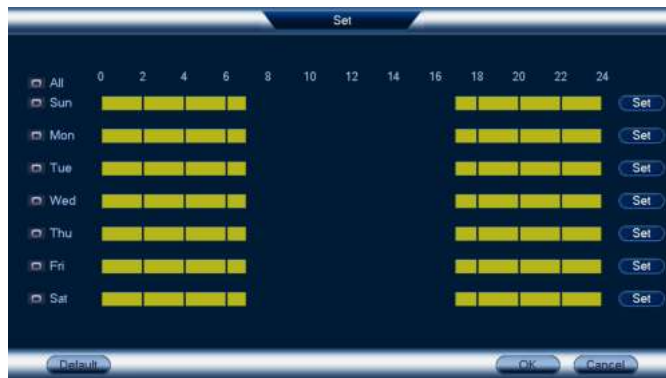 Set
All 0 2 4 6 8 10 12 14 16 18 20 22 24
Sun Set
Mon Set
Tue Set
Wed Set
Thu Set
Fri Set
Sat Set
Default OK Cancel